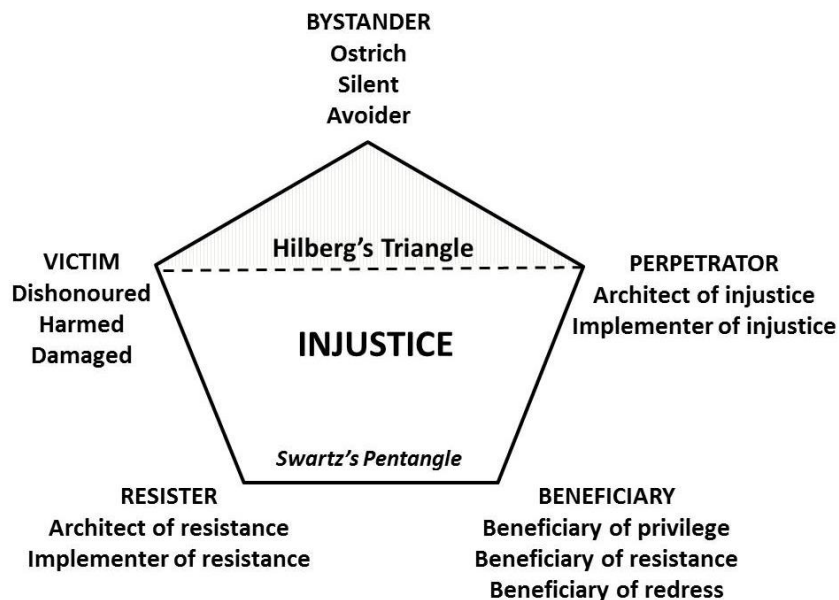 BYSTANDER
Ostrich
Silent
Avoider
Hilberg's Triangle
VICTIM
Dishonoured
Harmed
Damaged
PERPETRATOR
Architect of injustice
Implementer of injustice
INJUSTICE
Swartz's Pentangle
RESISTER
Architect of resistance
Implementer of resistance
BENEFICIARY
Beneficiary of privilege
Beneficiary of resistance
Beneficiary of redress